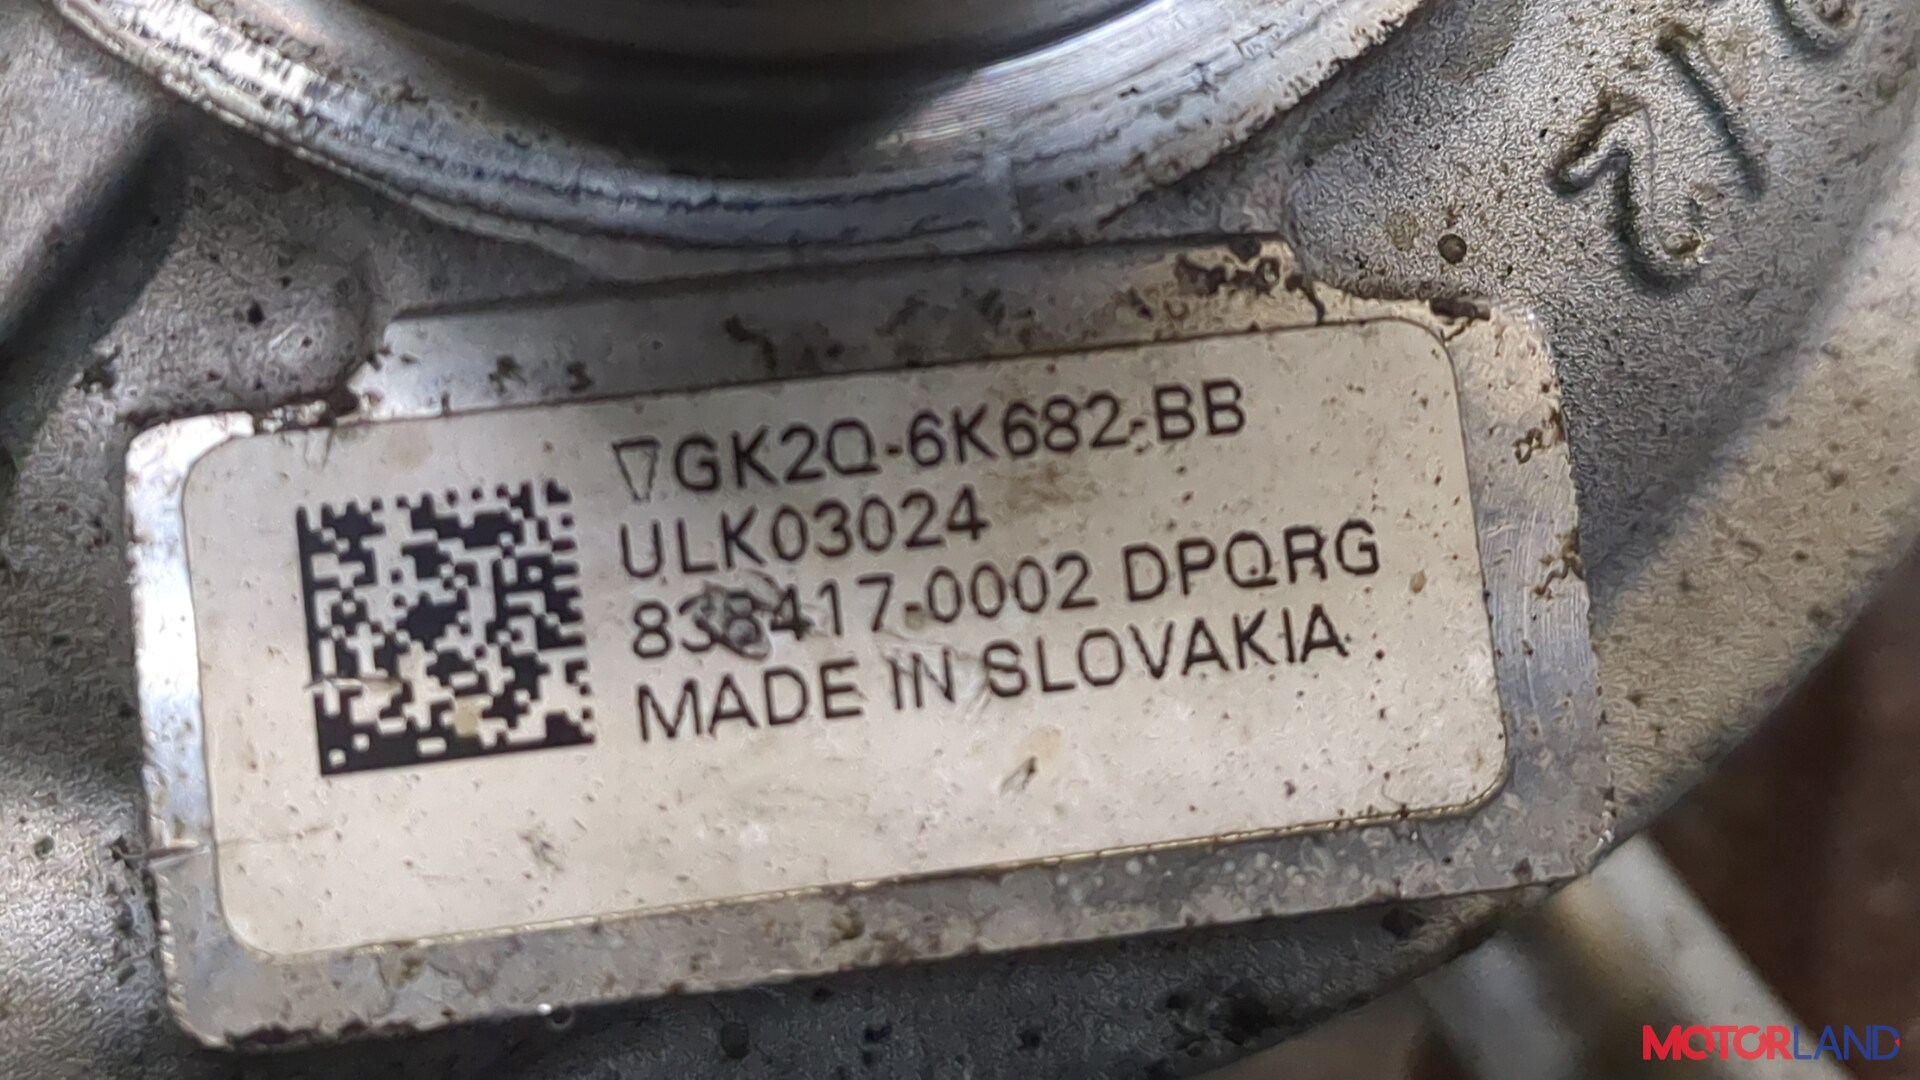 ▽GK2Q-6K682-BB
ULK03024
838417-0002 DPQRG
MADE IN SLOVAKIA
MOTORLAND